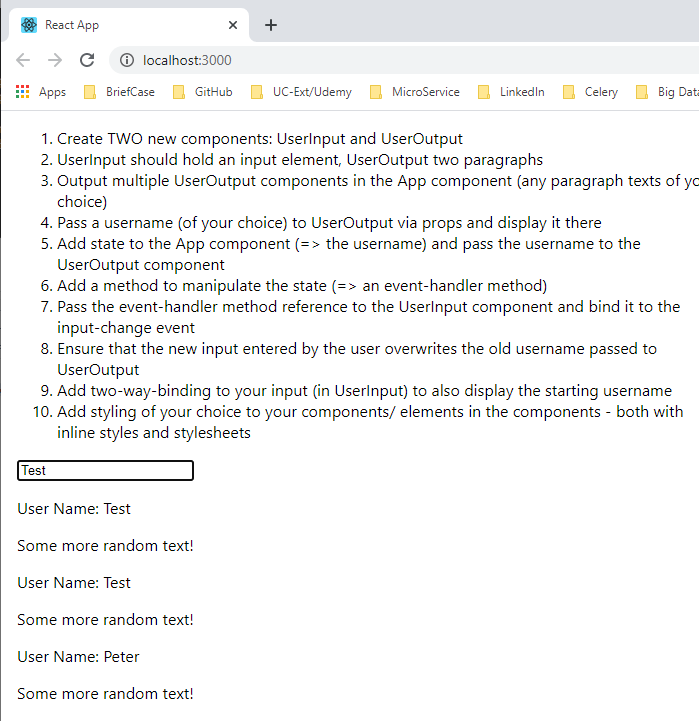 React App
localhost:3000
Apps BriefCase GitHub UC-Ext/Udemy MicroService LinkedIn Celery Big Data
1. Create TWO new components: UserInput and UserOutput
2. UserInput should hold an input element, UserOutput two paragraphs
3. Output multiple UserOutput components in the App component (any paragraph texts of yo
choice)
4. Pass a username (of your choice) to UserOutput via props and display it there
5. Add state to the App component (=> the username) and pass the username to the
UserOutput component
6. Add a method to manipulate the state (=> an event-handler method)
7. Pass the event-handler method reference to the UserInput component and bind it to the
input-change event
8. Ensure that the new input entered by the user overwrites the old username passed to
UserOutput
9. Add two-way-binding to your input (in UserInput) to also display the starting username
10. Add styling of your choice to your components/ elements in the components - both with
inline styles and stylesheets
Test
User Name: Test
Some more random text!
User Name: Test
Some more random text!
User Name: Peter
Some more random text!